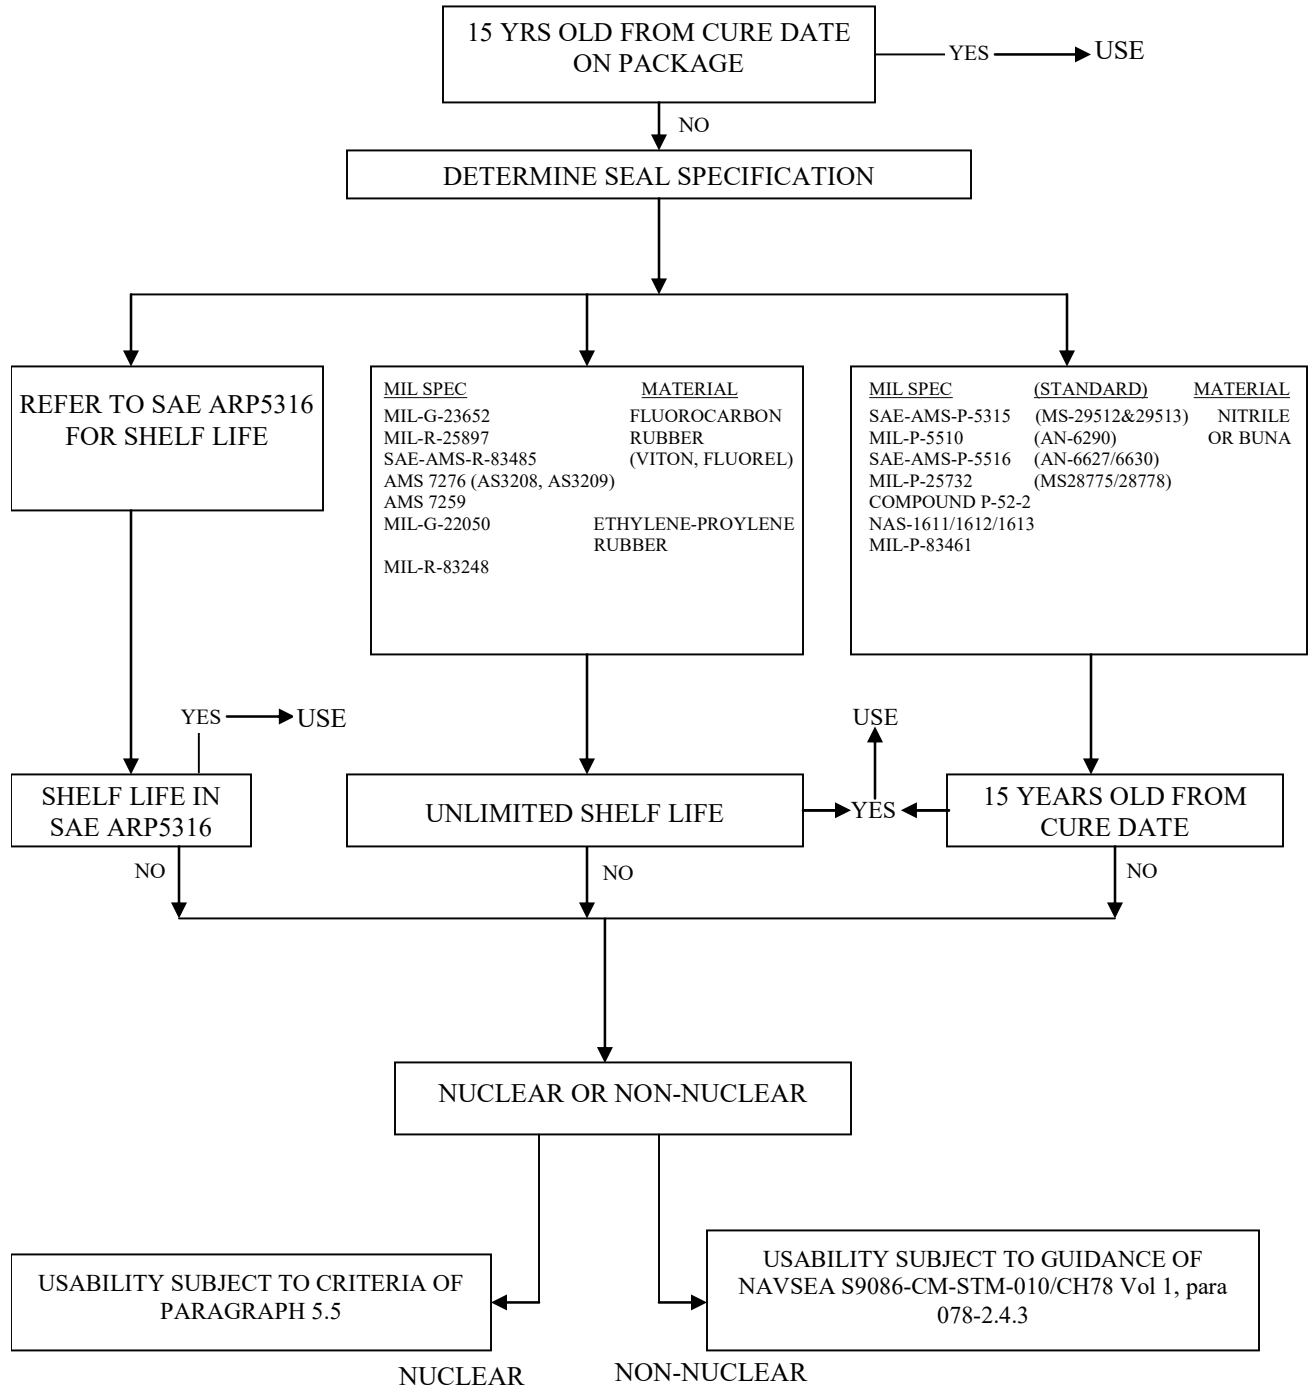 15 YRS OLD FROM CURE DATE
ON PACKAGE
YES
USE
NO
DETERMINE SEAL SPECIFICATION
REFER TO SAE ARP5316
FOR SHELF LIFE
MIL SPEC MATERIAL
MIL-G-23652 FLUOROCARBON
MIL-R-25897 RUBBER
SAE-AMS-R-83485 (VITON, FLUOREL)
AMS 7276 (AS3208, AS3209)
AMS 7259
MIL-G-22050 ETHYLENE-PROYLENE
RUBBER
MIL-R-83248
MIL SPEC (STANDARD) MATERIAL
SAE-AMS-P-5315 (MS-29512&29513) NITRILE
MIL-P-5510 (AN-6290) OR BUNA
SAE-AMS-P-5516 (AN-6627/6630)
MIL-P-25732 (MS28775/28778)
COMPOUND P-52-2
NAS-1611/1612/1613
MIL-P-83461
YES
USE
USE
SHELF LIFE IN
SAE ARP5316
UNLIMITED SHELF LIFE
YES
15 YEARS OLD FROM
CURE DATE
NO
NO
NO
NUCLEAR OR NON-NUCLEAR
USABILITY SUBJECT TO CRITERIA OF
PARAGRAPH 5.5
USABILITY SUBJECT TO GUIDANCE OF
NAVSEA S9086-CM-STM-010/CH78 Vol 1, para
078-2.4.3
NUCLEAR
NON-NUCLEAR